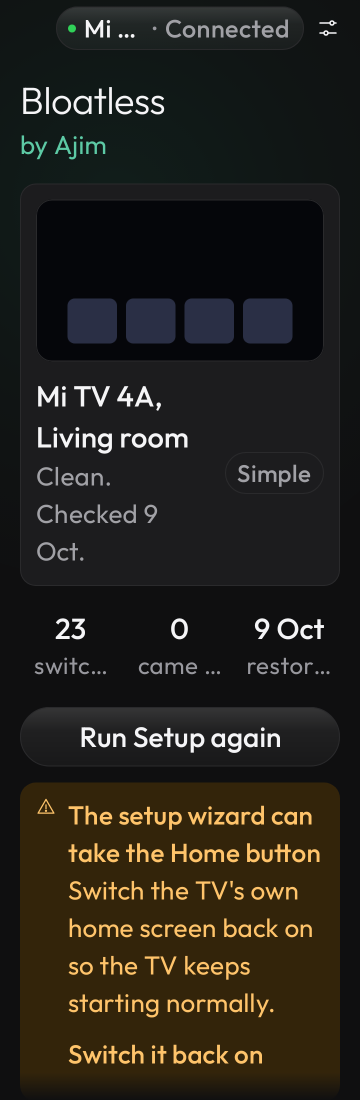 Mi ... · Connected
Bloatless
by Ajim
Mi TV 4A,
Living room
Clean.
Checked 9
Oct.
Simple
23 0 9 Oct
switc... came ... restor...
Run Setup again
The setup wizard can
take the Home button
Switch the TV's own
home screen back on
so the TV keeps
starting normally.
Switch it back on